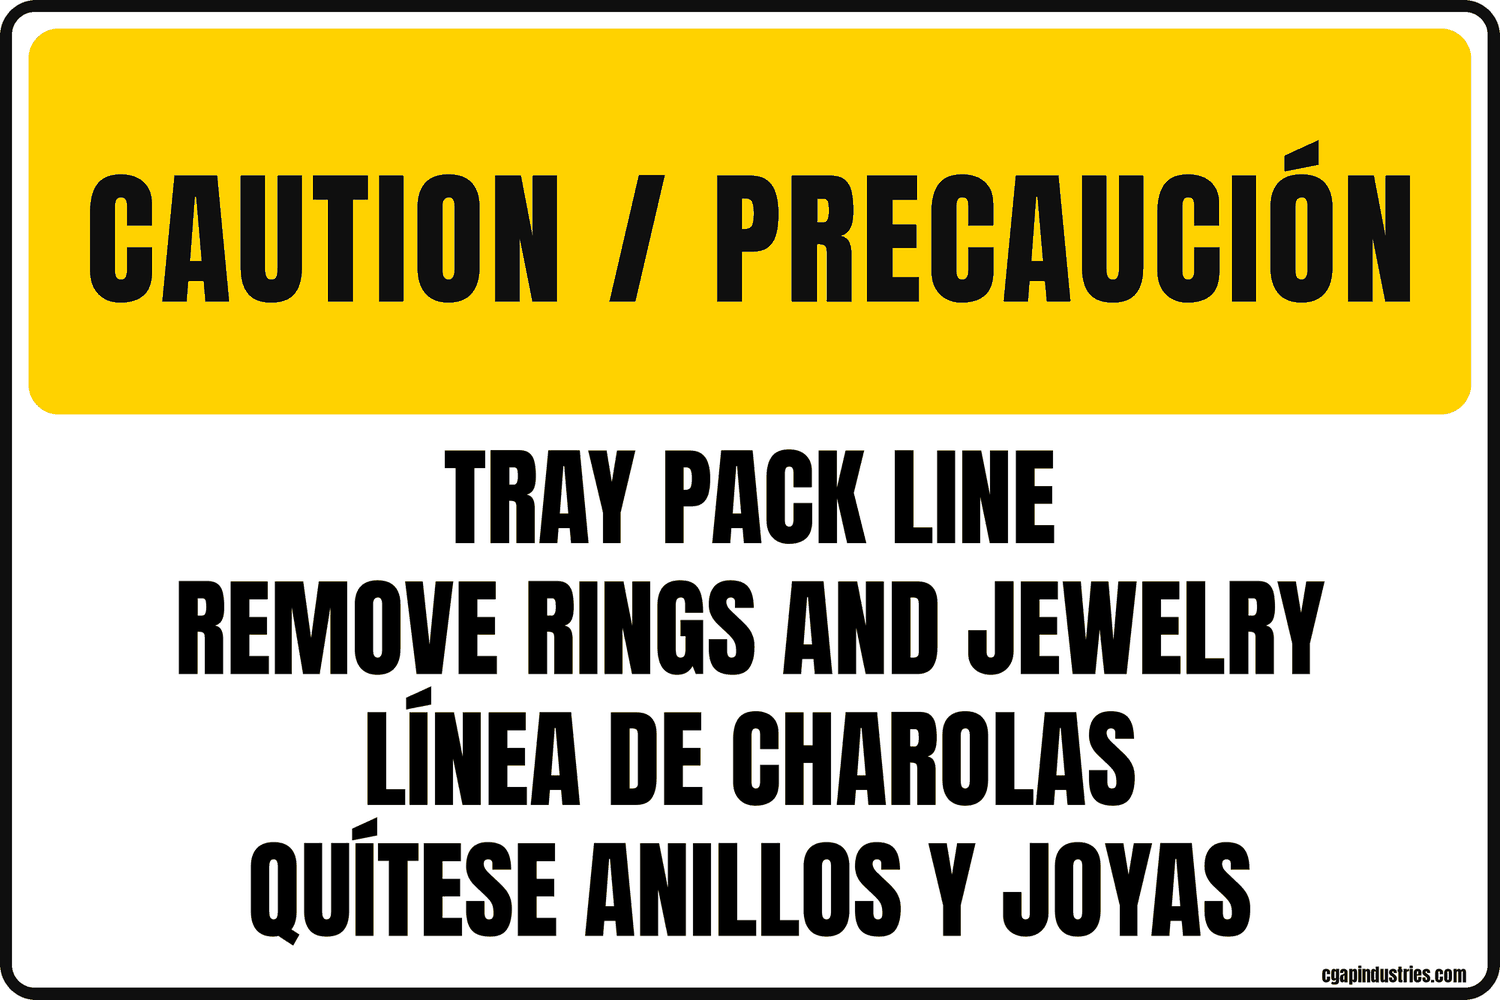 CAUTION / PRECAUCIÓN
TRAY PACK LINE
REMOVE RINGS AND JEWELRY
LÍNEA DE CHAROLAS
QUÍTESE ANILLOS Y JOYAS
cgapindustries.com